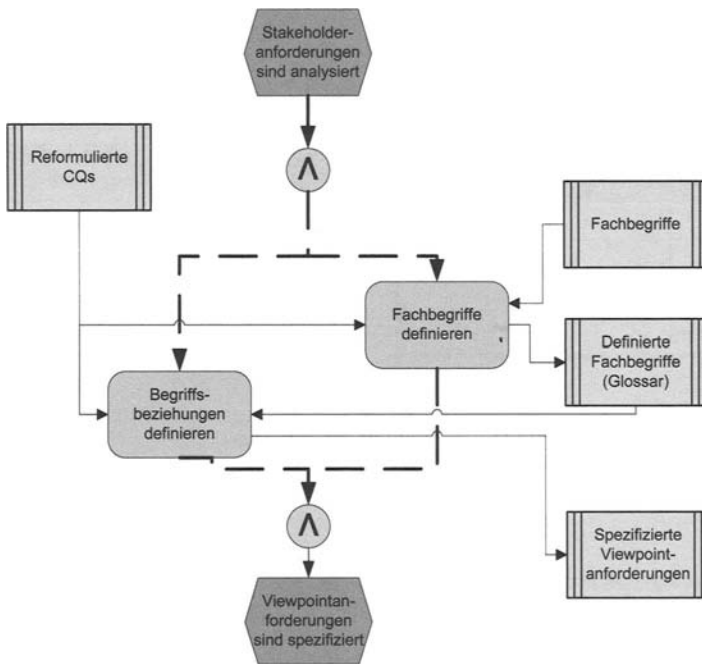 Stakeholder-
anforderungen
sind analysiert
Λ
Reformulierte
CQs
Fachbegriffe
Fachbegriffe
definieren
Definierte
Fachbegriffe
(Glossar)
Begriffs-
beziehungen
definieren
Λ
Spezifizierte
Viewpoint-
anforderungen
Viewpointan-
forderungen
sind spezifiziert